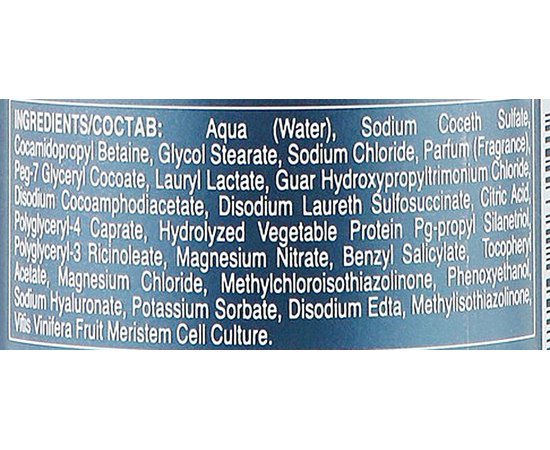 INGREDIENTS/СОСТАВ: Aqua (Water), Sodium Coceth Sulfate,
Cocamidopropyl Betaine, Glycol Stearate, Sodium Chloride, Parfum (Fragrance),
Peg-7 Glyceryl Cocoate, Lauryl Lactate, Guar Hydroxypropyltrimonium Chloride,
Disodium Cocoamphodiacetate, Disodium Laureth Sulfosuccinate, Citric Acid,
Polyglyceryl-4 Caprate, Hydrolyzed Vegetable Protein Pg-propyl Silanetriol,
Polyglyceryl-3 Ricinoleate, Magnesium Nitrate, Benzyl Salicylate, Tocopheryl
Acetate, Magnesium Chloride, Methylchloroisothiazolinone, Phenoxyethanol,
Sodium Hyaluronate, Potassium Sorbate, Disodium Edta, Methylisothiazolinone,
Vitis Vinifera Fruit Meristem Cell Culture.